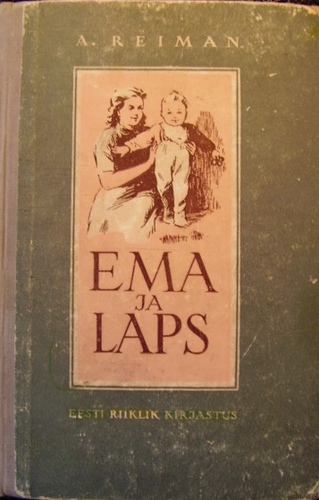 A. REIMAN
EMA
JA
LAPS
EESTI RIIKLIK KIRJASTUS